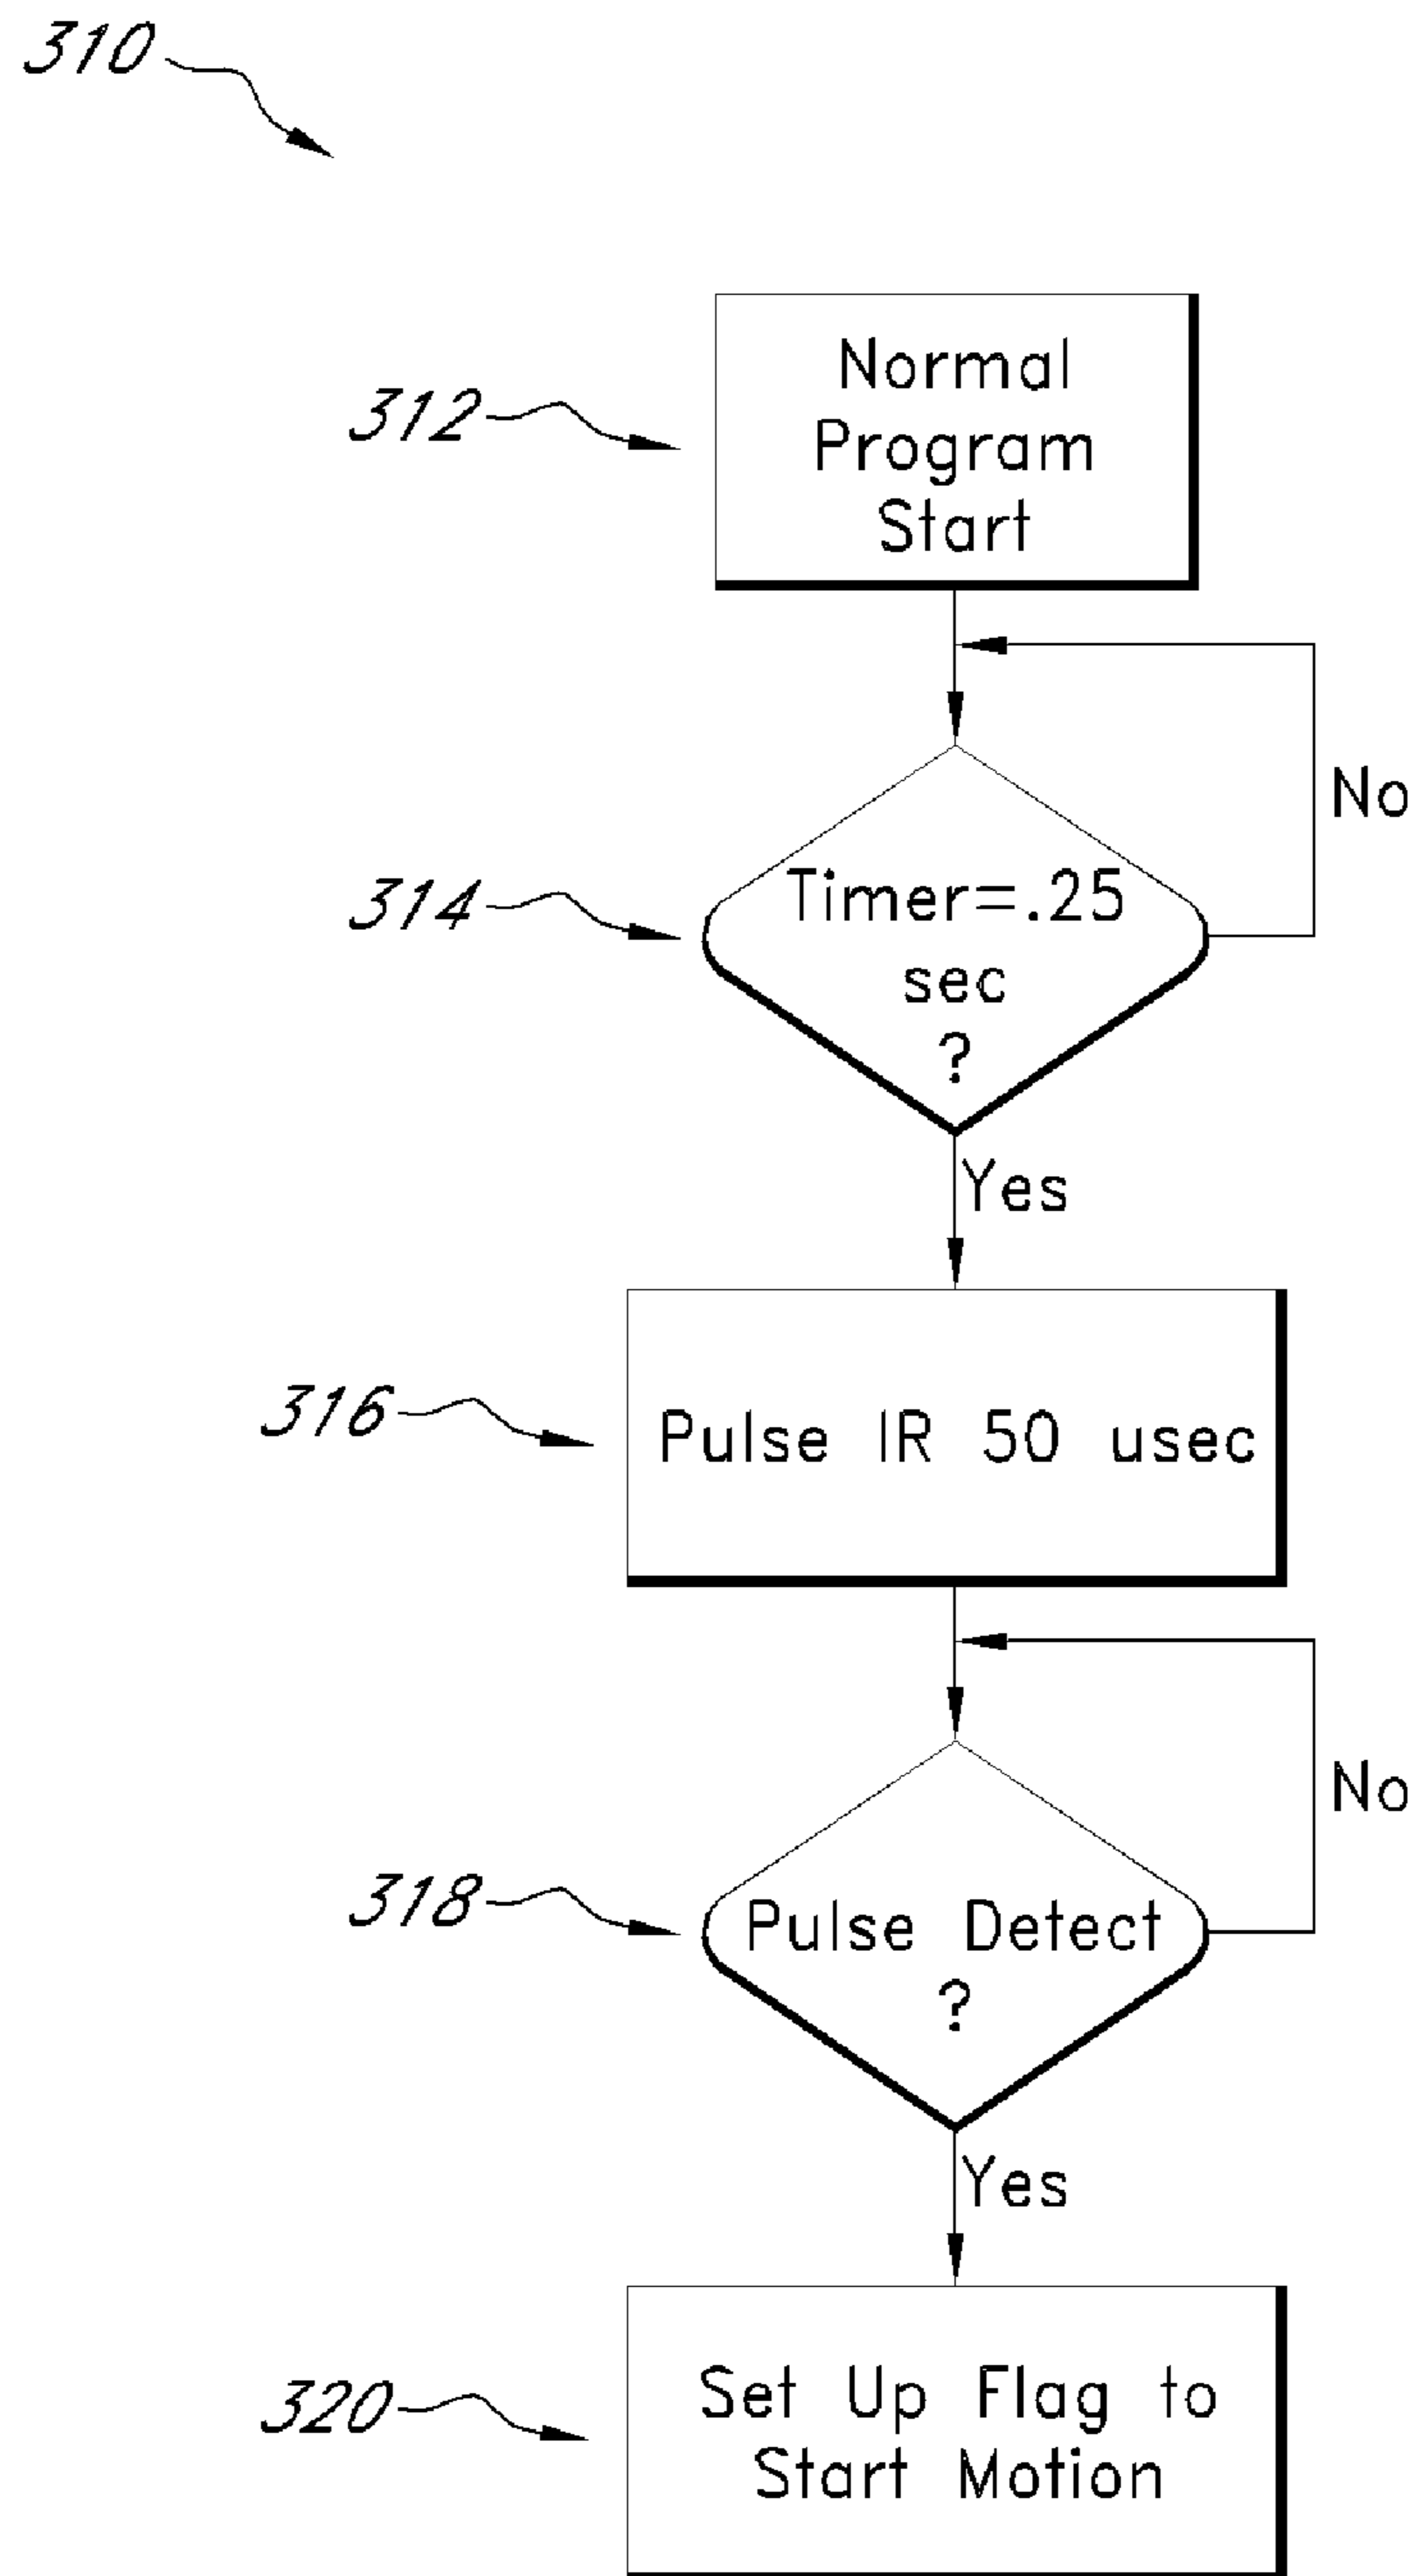 310
312
Normal
Program
Start
No
314
Timer=.25
sec
?
Yes
316
Pulse IR 50 usec
No
318
Pulse Detect
?
Yes
320
Set Up Flag to
Start Motion